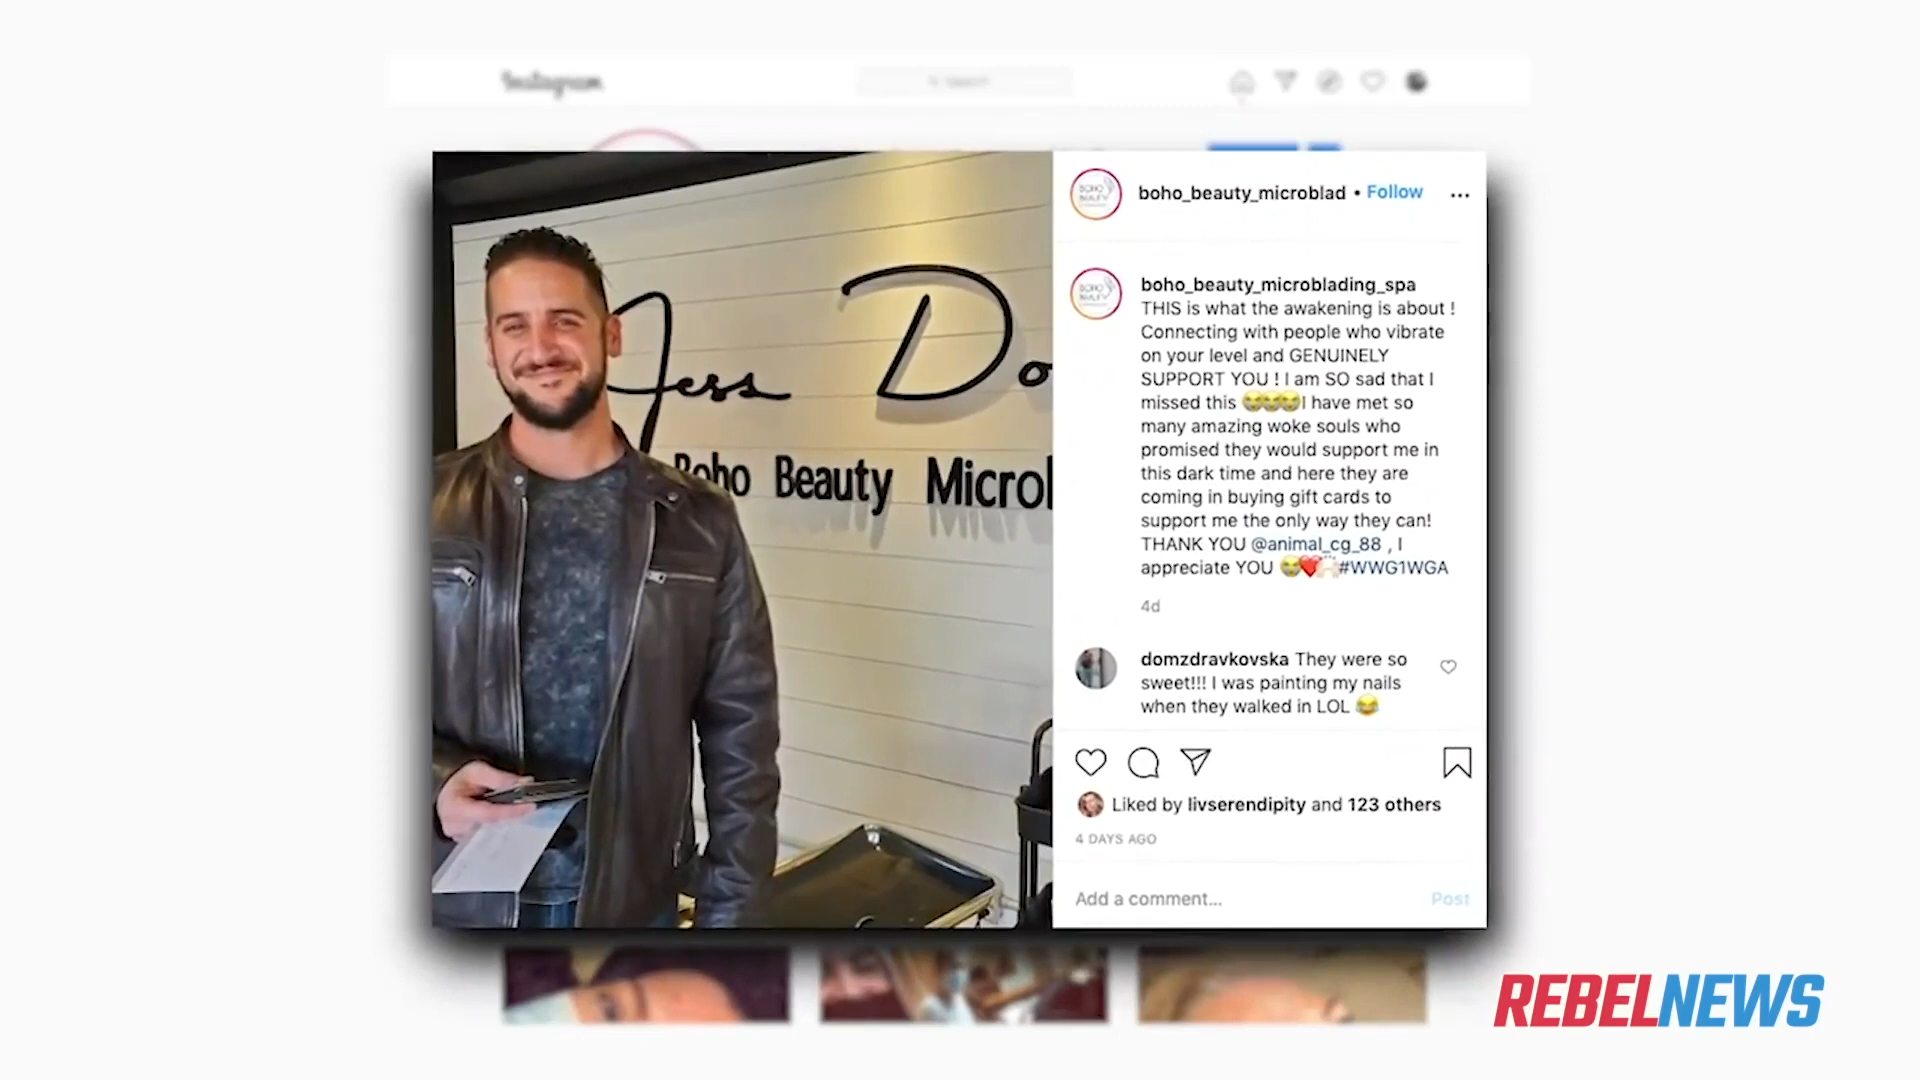 Instagram
Search
Jess Do
Boho Beauty Microb
boho_beauty_microblad • Follow
boho_beauty_microblading_spa
THIS is what the awakening is about !
Connecting with people who vibrate
on your level and GENUINELY
SUPPORT YOU ! I am SO sad that I
missed this 😭😭😭I have met so
many amazing woke souls who
promised they would support me in
this dark time and here they are
coming in buying gift cards to
support me the only way they can!
THANK YOU @animal_cg_88 , I
appreciate YOU 😭❤️🙌🏻#WWG1WGA
4d
domzdravkovska They were so
sweet!!! I was painting my nails
when they walked in LOL 😂
Liked by livserendipity and 123 others
4 DAYS AGO
Add a comment...
Post
REBELNEWS